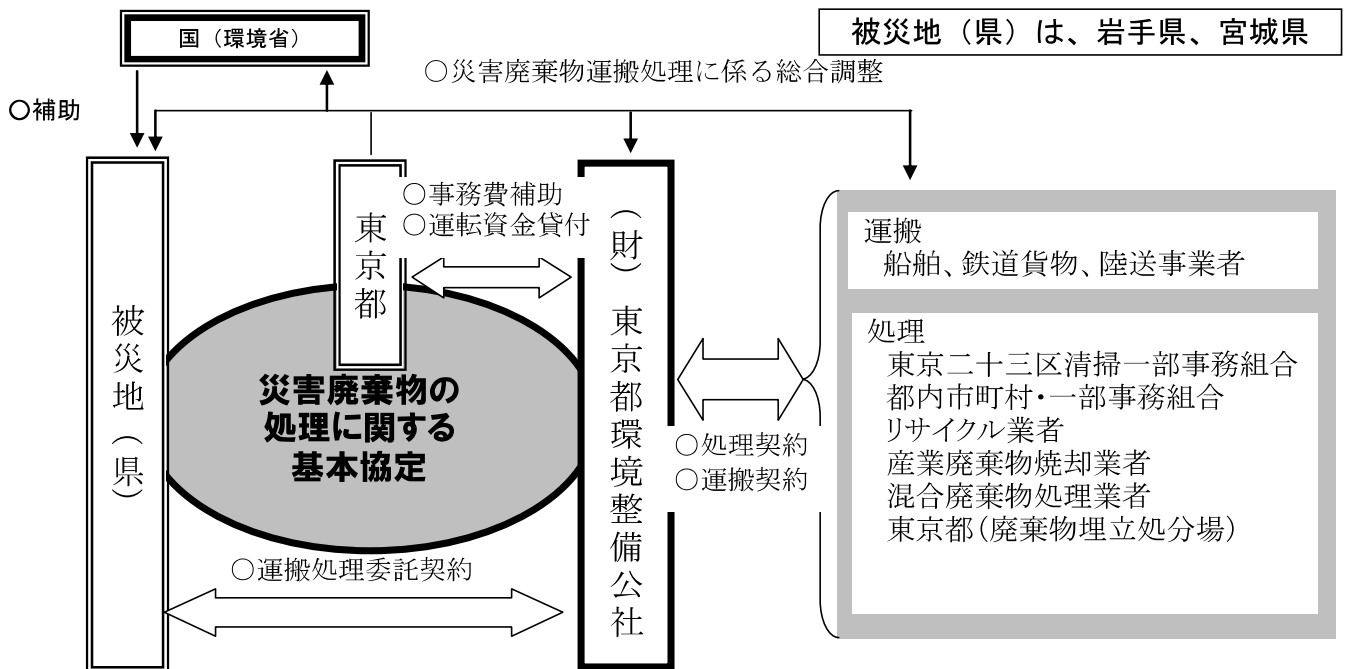 国（環境省）
被災地（県）は、岩手県、宮城県
○災害廃棄物運搬処理に係る総合調整
○補助
被災地（県）
東京都
○事務費補助
○運転資金貸付
（財）東京都環境整備公社
災害廃棄物の
処理に関する
基本協定
○運搬処理委託契約
○処理契約
○運搬契約
運搬
船舶、鉄道貨物、陸送事業者
処理
東京二十三区清掃一部事務組合
都内市町村・一部事務組合
リサイクル業者
産業廃棄物焼却業者
混合廃棄物処理業者
東京都（廃棄物埋立処分場）